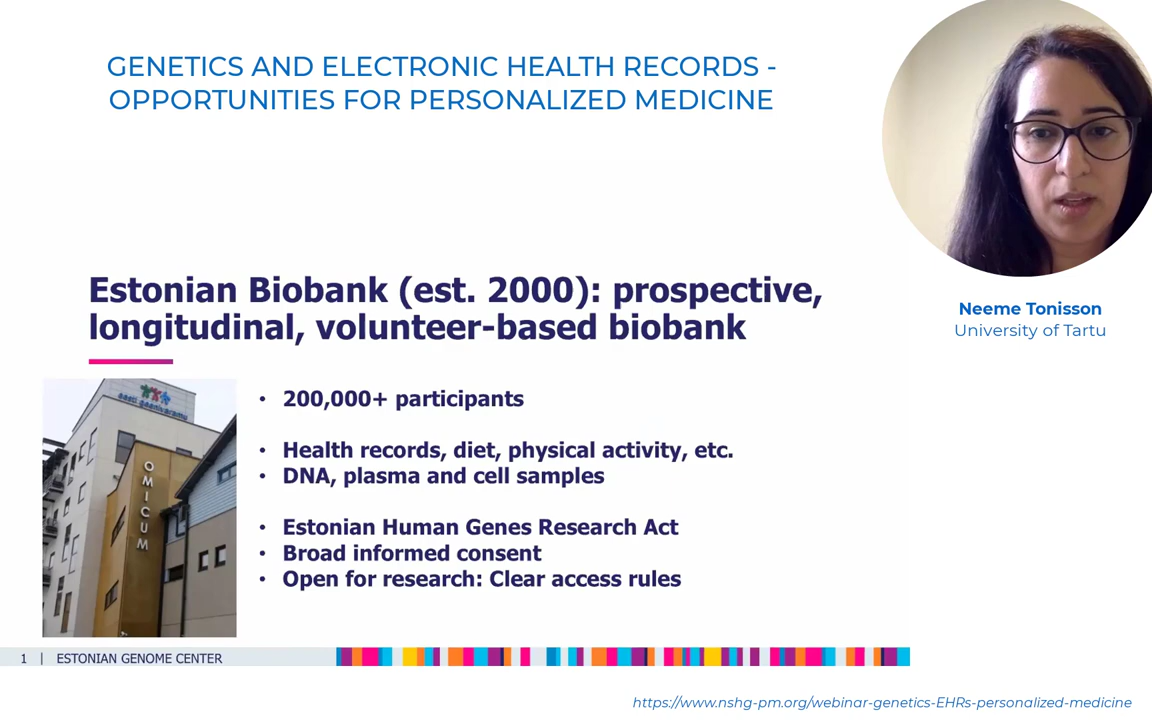 GENETICS AND ELECTRONIC HEALTH RECORDS -
OPPORTUNITIES FOR PERSONALIZED MEDICINE
Neeme Tonisson
University of Tartu
Estonian Biobank (est. 2000): prospective,
longitudinal, volunteer-based biobank
eesti geenivaramu
OMICUM
• 200,000+ participants
• Health records, diet, physical activity, etc.
• DNA, plasma and cell samples
• Estonian Human Genes Research Act
• Broad informed consent
• Open for research: Clear access rules
1 | ESTONIAN GENOME CENTER
https://www.nshg-pm.org/webinar-genetics-EHRs-personalized-medicine